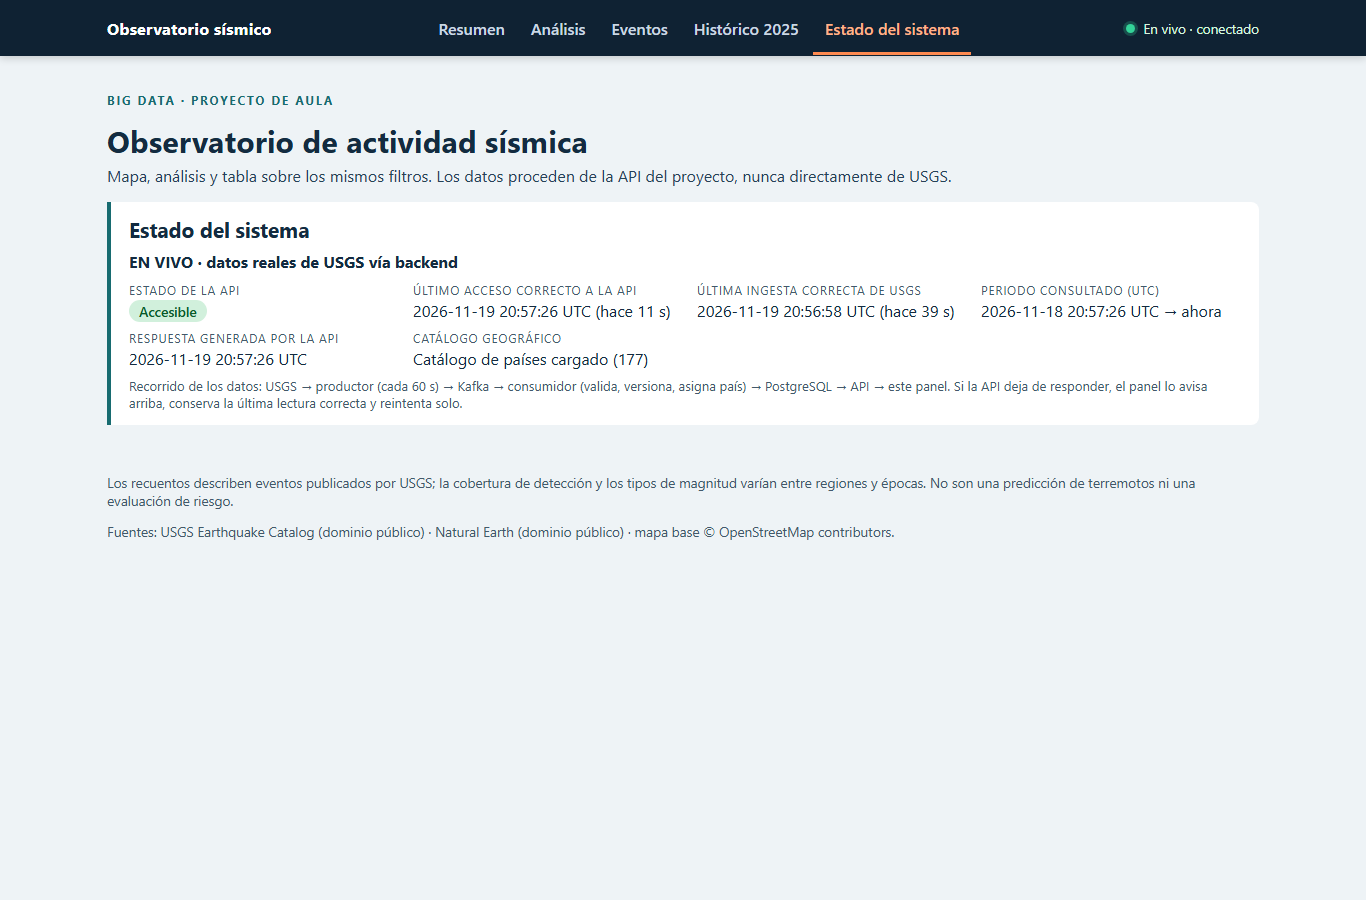 Observatorio sísmico
Resumen
Análisis
Eventos
Histórico 2025
Estado del sistema
En vivo · conectado
BIG DATA · PROYECTO DE AULA
Observatorio de actividad sísmica
Mapa, análisis y tabla sobre los mismos filtros. Los datos proceden de la API del proyecto, nunca directamente de USGS.
Estado del sistema
EN VIVO · datos reales de USGS vía backend
ESTADO DE LA API
Accesible
ÚLTIMO ACCESO CORRECTO A LA API
2026-11-19 20:57:26 UTC (hace 11 s)
ÚLTIMA INGESTA CORRECTA DE USGS
2026-11-19 20:56:58 UTC (hace 39 s)
PERIODO CONSULTADO (UTC)
2026-11-18 20:57:26 UTC → ahora
RESPUESTA GENERADA POR LA API
2026-11-19 20:57:26 UTC
CATÁLOGO GEOGRÁFICO
Catálogo de países cargado (177)
Recorrido de los datos: USGS → productor (cada 60 s) → Kafka → consumidor (valida, versiona, asigna país) → PostgreSQL → API → este panel. Si la API deja de responder, el panel lo avisa
arriba, conserva la última lectura correcta y reintenta solo.
Los recuentos describen eventos publicados por USGS; la cobertura de detección y los tipos de magnitud varían entre regiones y épocas. No son una predicción de terremotos ni una
evaluación de riesgo.
Fuentes: USGS Earthquake Catalog (dominio público) · Natural Earth (dominio público) · mapa base © OpenStreetMap contributors.